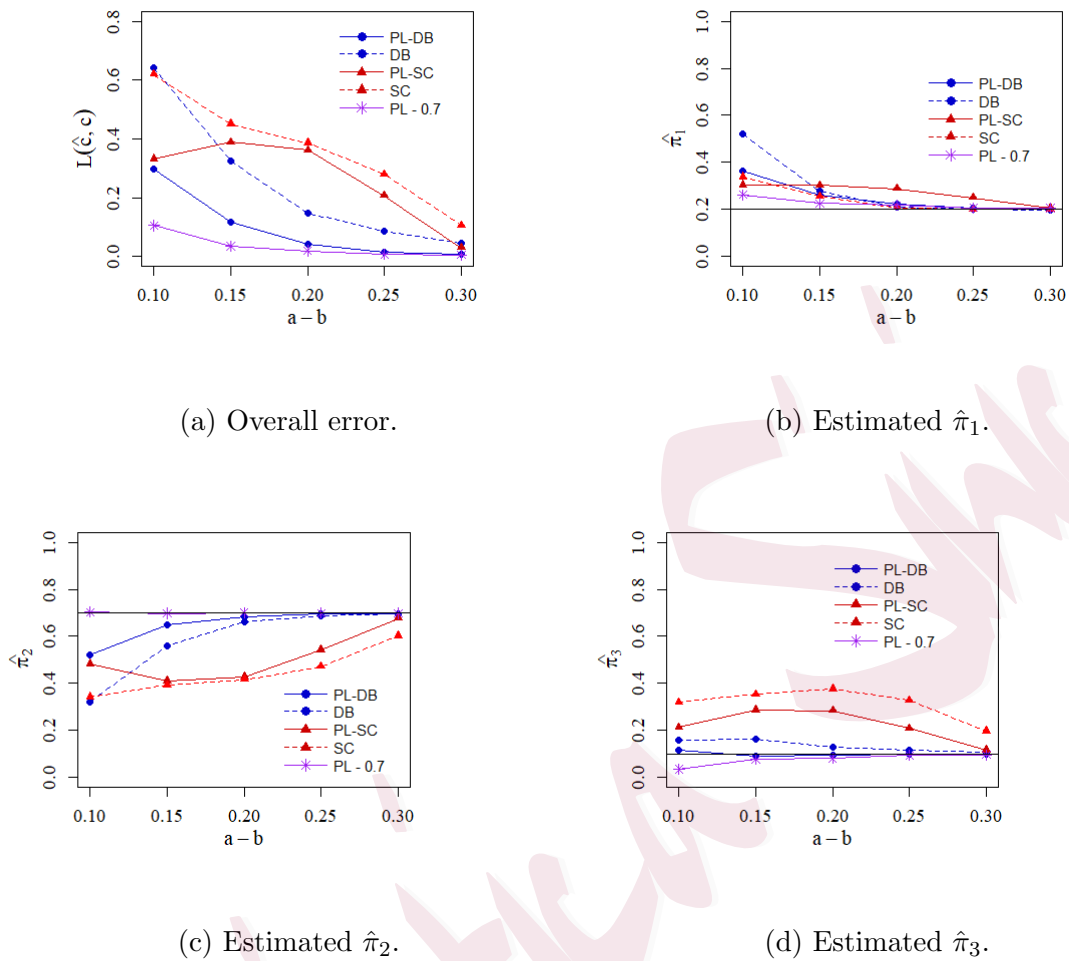 0.8
0.6
0.4
0.2
0.0
L(ĉ, c)
PL-DB
DB
PL-SC
SC
PL - 0.7
0.10 0.15 0.20 0.25 0.30
a − b
(a) Overall error.
1.0
0.8
0.6
0.4
0.2
0.0
π̂₁
PL-DB
DB
PL-SC
SC
PL - 0.7
0.10 0.15 0.20 0.25 0.30
a − b
(b) Estimated π̂₁.
1.0
0.8
0.6
0.4
0.2
0.0
π̂₂
PL-DB
DB
PL-SC
SC
PL - 0.7
0.10 0.15 0.20 0.25 0.30
a − b
(c) Estimated π̂₂.
1.0
0.8
0.6
0.4
0.2
0.0
π̂₃
PL-DB
DB
PL-SC
SC
PL - 0.7
0.10 0.15 0.20 0.25 0.30
a − b
(d) Estimated π̂₃.